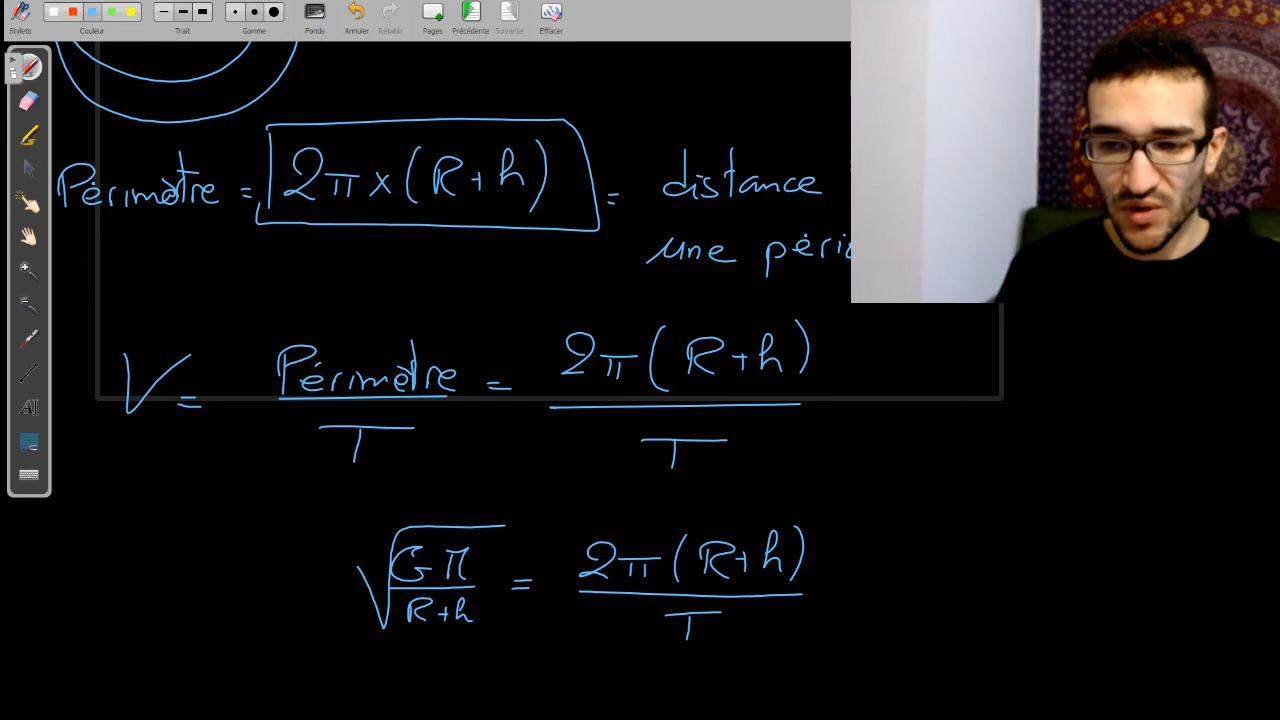 Stylets Couleur Trait Gomme Fonds Annuler Rétablir Pages Précédente Suivante Effacer
Périmètre = 2π × (R+h) = distance
une péri
V = Périmètre / T = 2π(R+h) / T
√(GM / R+h) = 2π(R+h) / T
AI